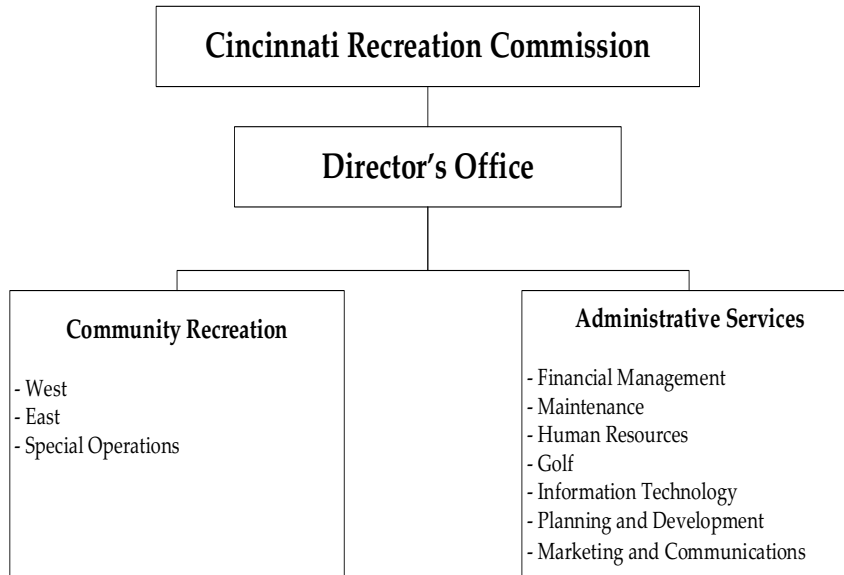 Cincinnati Recreation Commission
Director’s Office
Community Recreation
- West
- East
- Special Operations
Administrative Services
- Financial Management
- Maintenance
- Human Resources
- Golf
- Information Technology
- Planning and Development
- Marketing and Communications